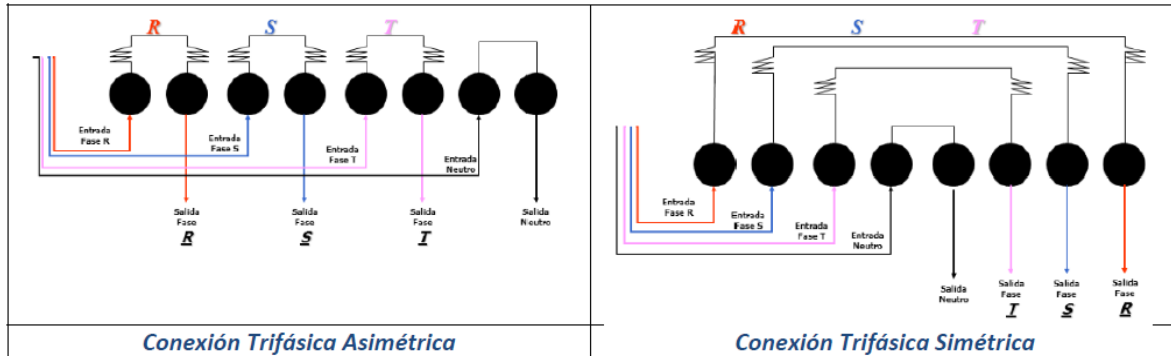 R S T
Entrada
Fase R
Entrada
Fase S
Entrada
Fase T
Entrada
Neutro
Salida
Fase
R
Salida
Fase
S
Salida
Fase
T
Salida
Neutro
Conexión Trifásica Asimétrica
R S T
Entrada
Fase R
Entrada
Fase S
Entrada
Fase T
Entrada
Neutro
Salida
Neutro
Salida
Fase
T
Salida
Fase
S
Salida
Fase
R
Conexión Trifásica Simétrica